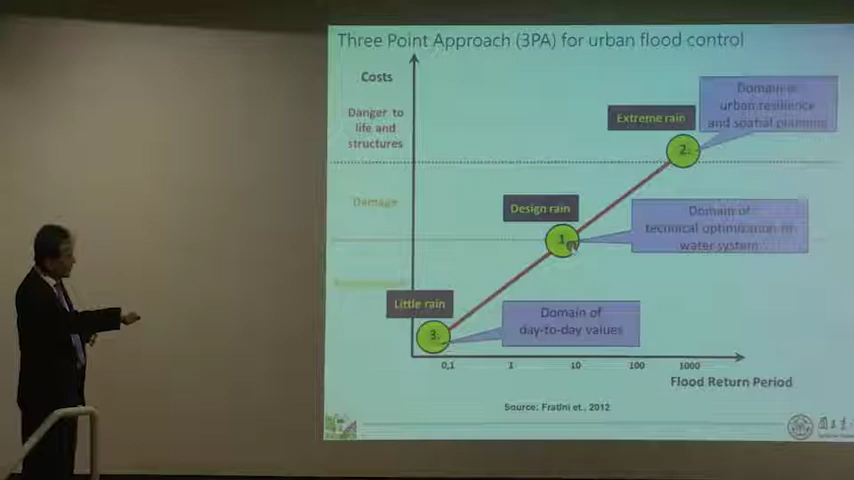 Three Point Approach (3PA) for urban flood control
Costs
Danger to
life and
structures
Damage
Extreme rain
2.
Domain of
urban resilience
and spatial planning
Design rain
1.
Domain of
technical optimization of
water system
Little rain
3.
Domain of
day-to-day values
0,1 1 10 100 1000
Flood Return Period
Source: Fratini et., 2012